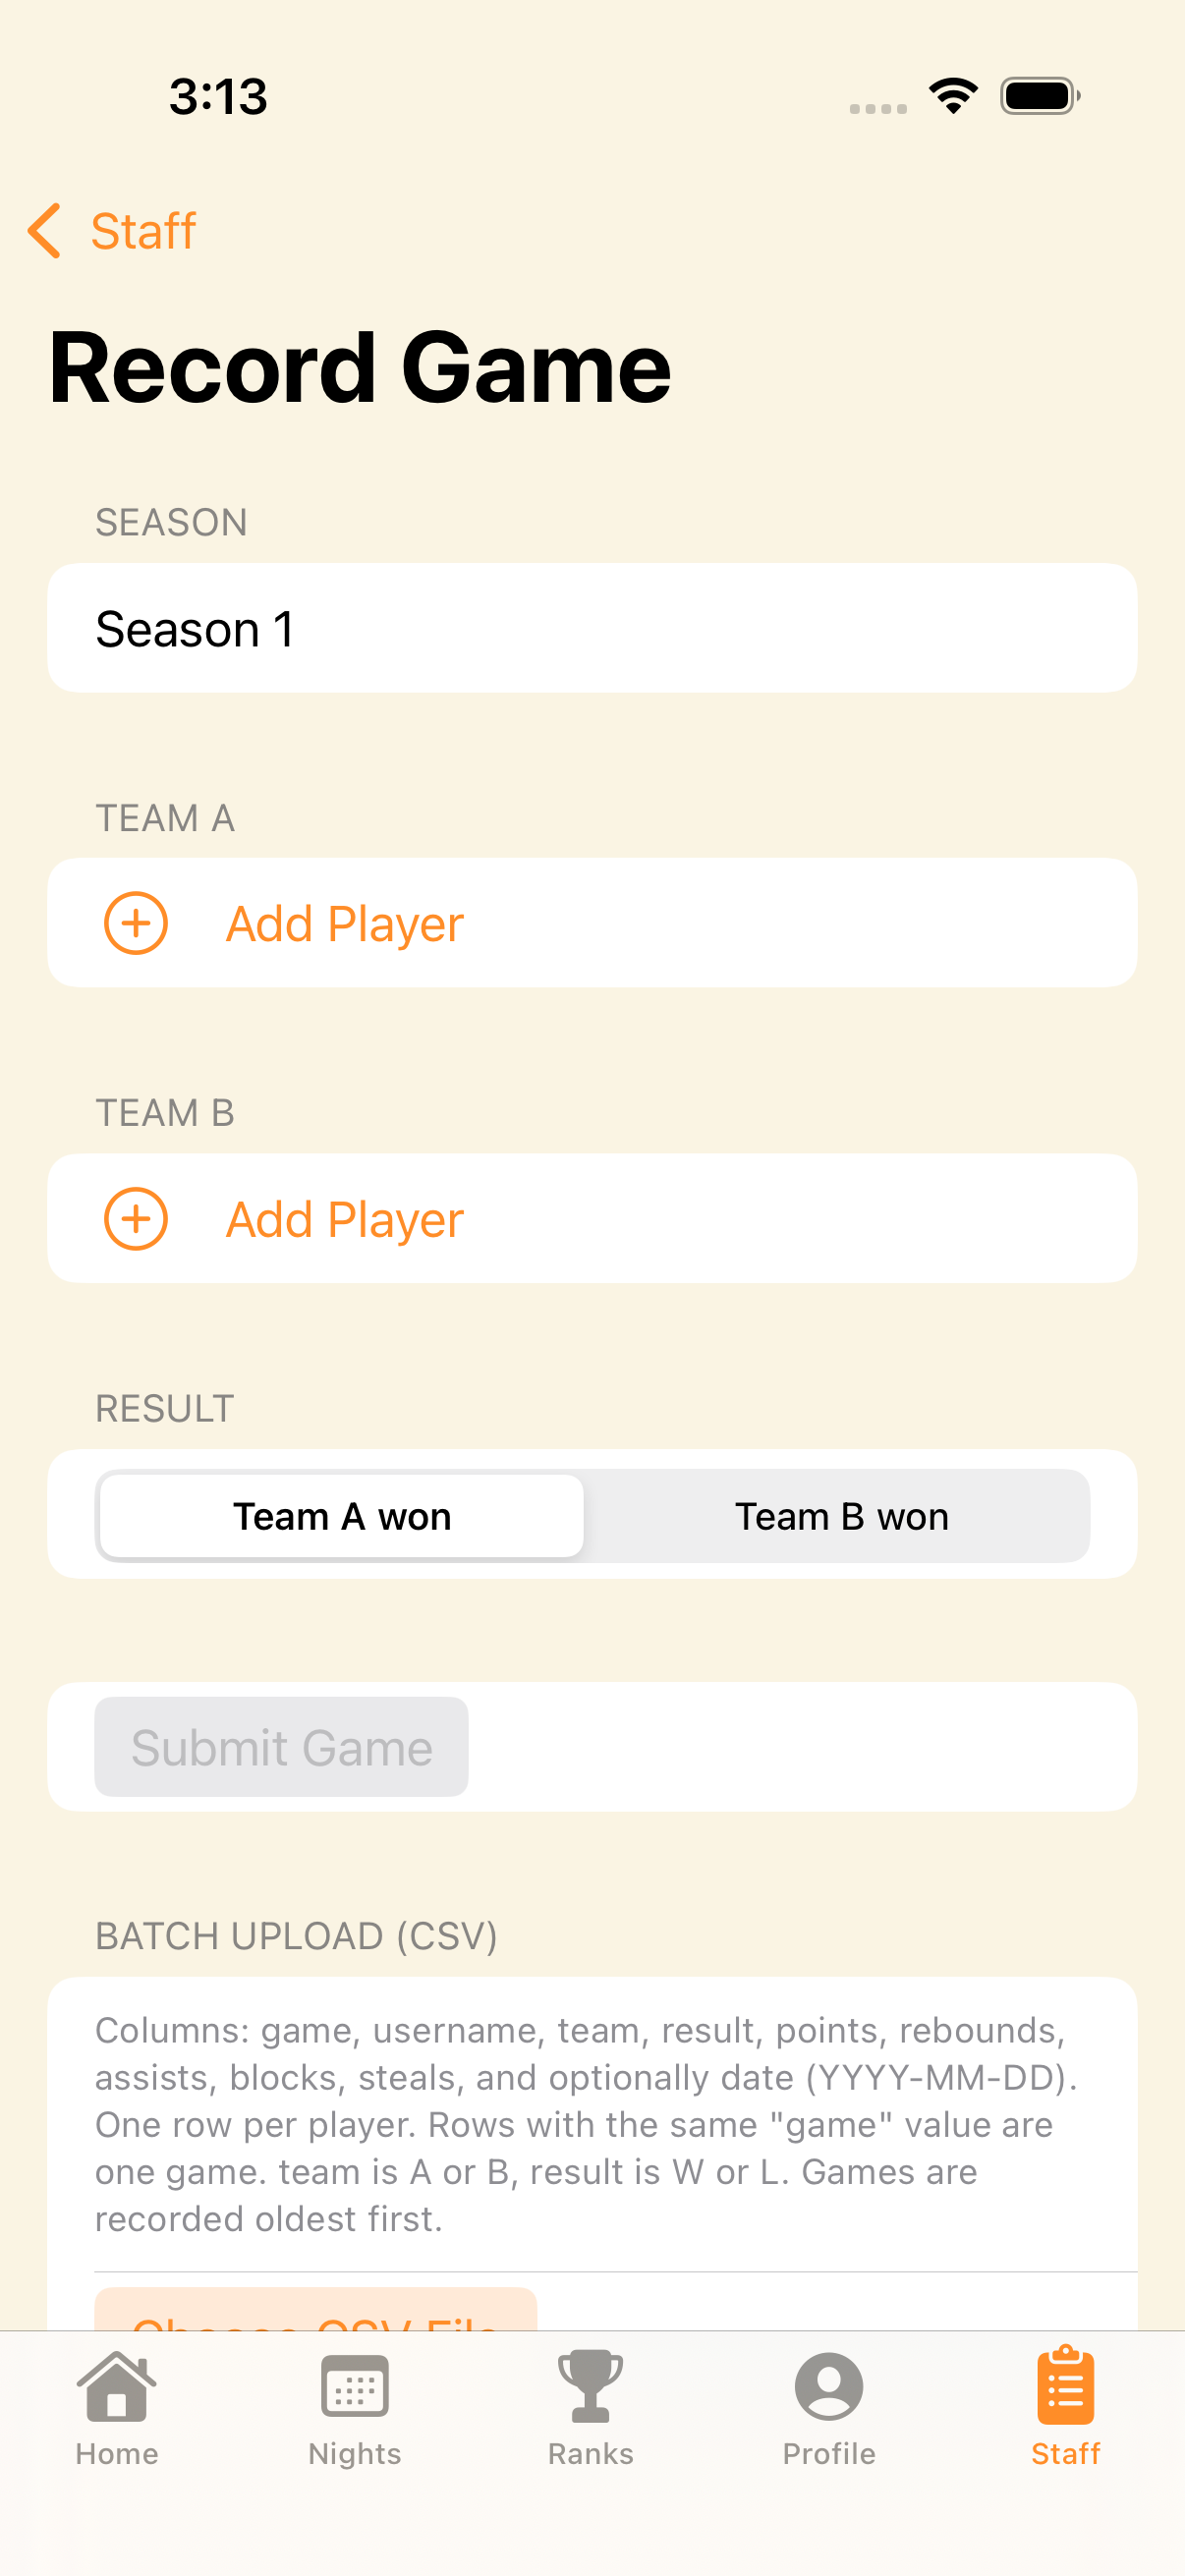 3:13
Staff
Record Game
SEASON
Season 1
TEAM A
Add Player
TEAM B
Add Player
RESULT
Team A won
Team B won
Submit Game
BATCH UPLOAD (CSV)
Columns: game, username, team, result, points, rebounds,
assists, blocks, steals, and optionally date (YYYY-MM-DD).
One row per player. Rows with the same "game" value are
one game. team is A or B, result is W or L. Games are
recorded oldest first.
Choose CSV File
Home
Nights
Ranks
Profile
Staff